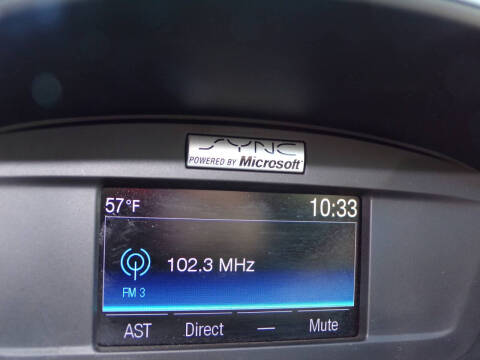 SYNC
POWERED BY Microsoft
57°F 10:33
102.3 MHz
FM 3
AST Direct — Mute